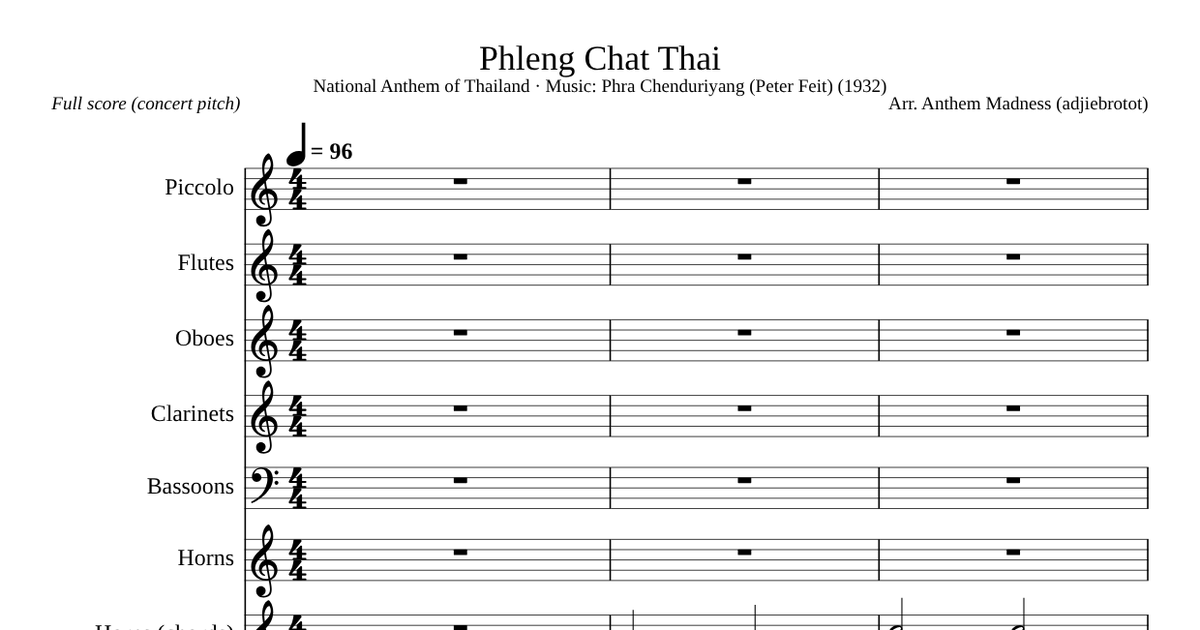 Phleng Chat Thai
National Anthem of Thailand · Music: Phra Chenduriyang (Peter Feit) (1932)
Full score (concert pitch)
Arr. Anthem Madness (adjiebrotot)
= 96
Piccolo
Flutes
Oboes
Clarinets
Bassoons
Horns